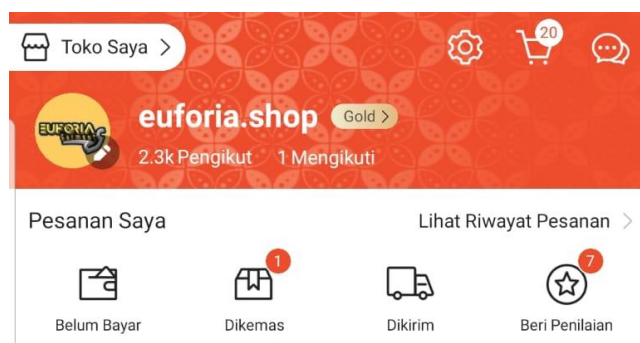 Toko Saya >
20
EUFORIA
euforia.shop Gold >
2.3k Pengikut 1 Mengikuti
Pesanan Saya Lihat Riwayat Pesanan >
1 7
Belum Bayar Dikemas Dikirim Beri Penilaian